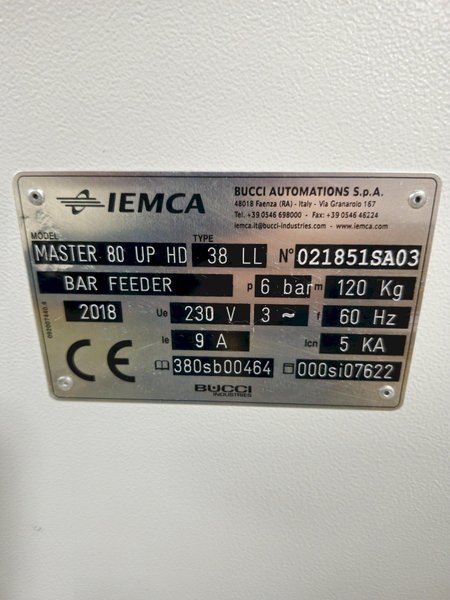 IEMCA
BUCCI AUTOMATIONS S.p.A.
48018 Faenza (RA) - Italy - Via Granarolo 167
Tel. +39 0546 698000 - Fax: +39 0546 46224
iemca.it@bucci-industries.com - www.iemca.com
MODEL TYPE
MASTER 80 UP HD 38 LL N° 021851SA03
BAR FEEDER p 6 bar m 120 Kg
2018 Ue 230 V 3 ~ f 60 Hz
Ie 9 A Icn 5 KA
CE 380sb00464 000si07622
BUCCI
INDUSTRIES